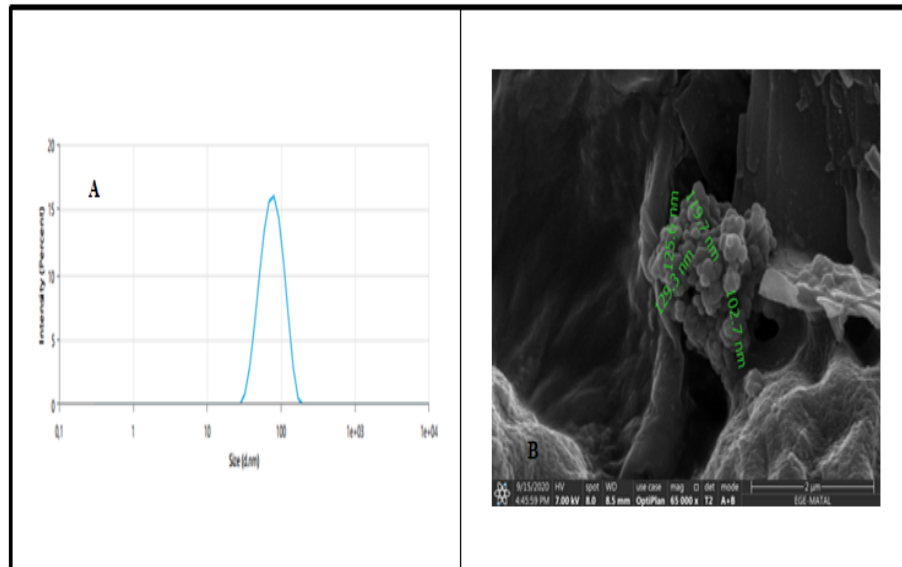 20
A
15
Intensity (Percent)
10
5
0
0,1 1 10 100 1e+03 1e+04
Size (d.nm)
125.6 nm
119.7 nm
129.3 nm
102.7 nm
B
9/15/2020 HV spot WD use case mag □ det mode 2 µm
4:45:59 PM 7.00 kV 8.0 8.5 mm OptiPlan 65 000 x T2 A+B EGE-MATAL